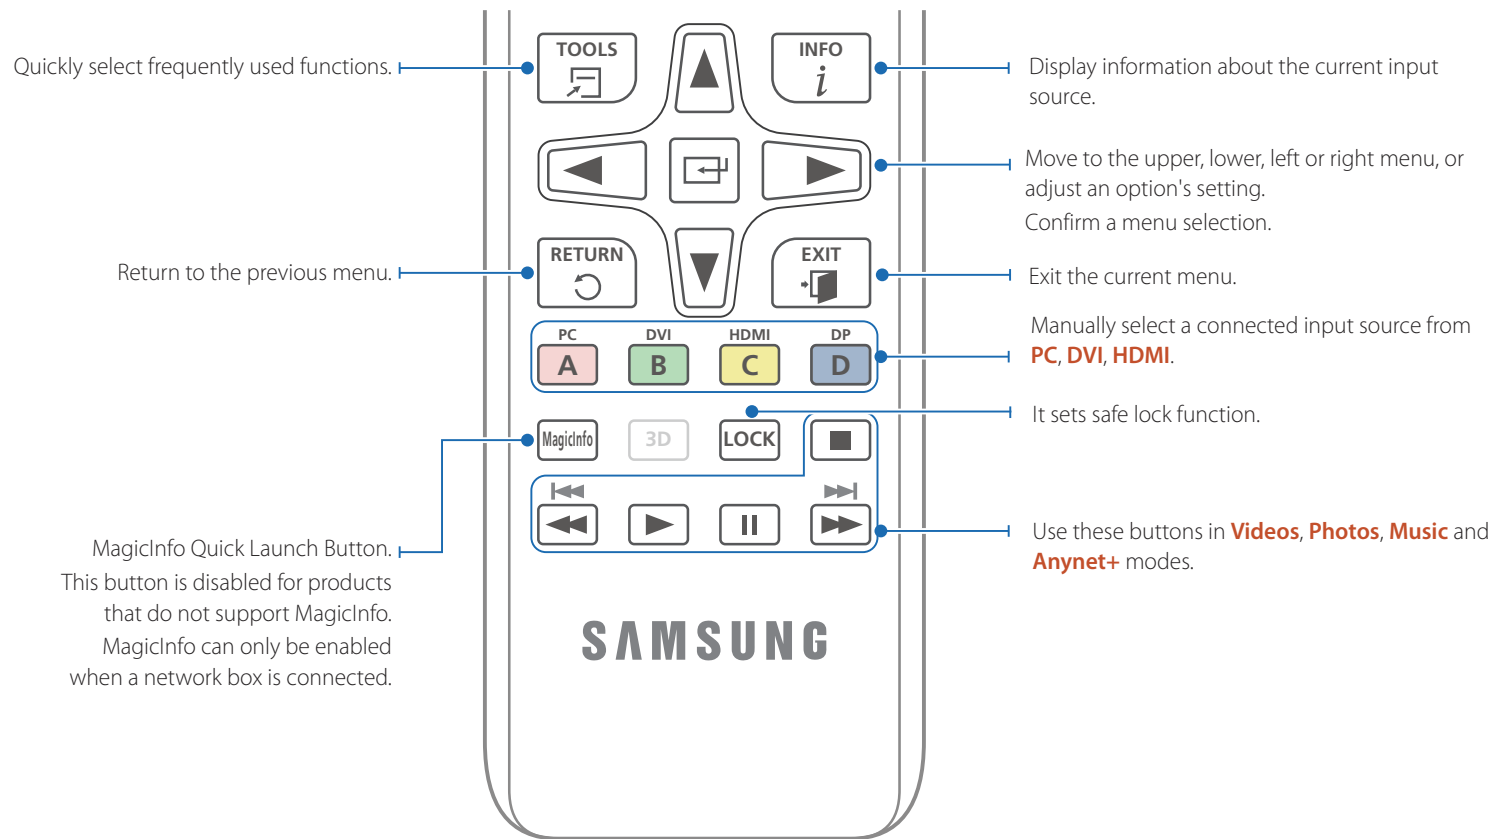 TOOLS
INFO
i
Quickly select frequently used functions.
Display information about the current input
source.
Move to the upper, lower, left or right menu, or
adjust an option's setting.
Confirm a menu selection.
RETURN
EXIT
Return to the previous menu.
Exit the current menu.
Manually select a connected input source from
PC, DVI, HDMI.
PC DVI HDMI DP
A B C D
It sets safe lock function.
MagicInfo 3D LOCK
Use these buttons in Videos, Photos, Music and
Anynet+ modes.
MagicInfo Quick Launch Button.
This button is disabled for products
that do not support MagicInfo.
MagicInfo can only be enabled
when a network box is connected.
SAMSUNG